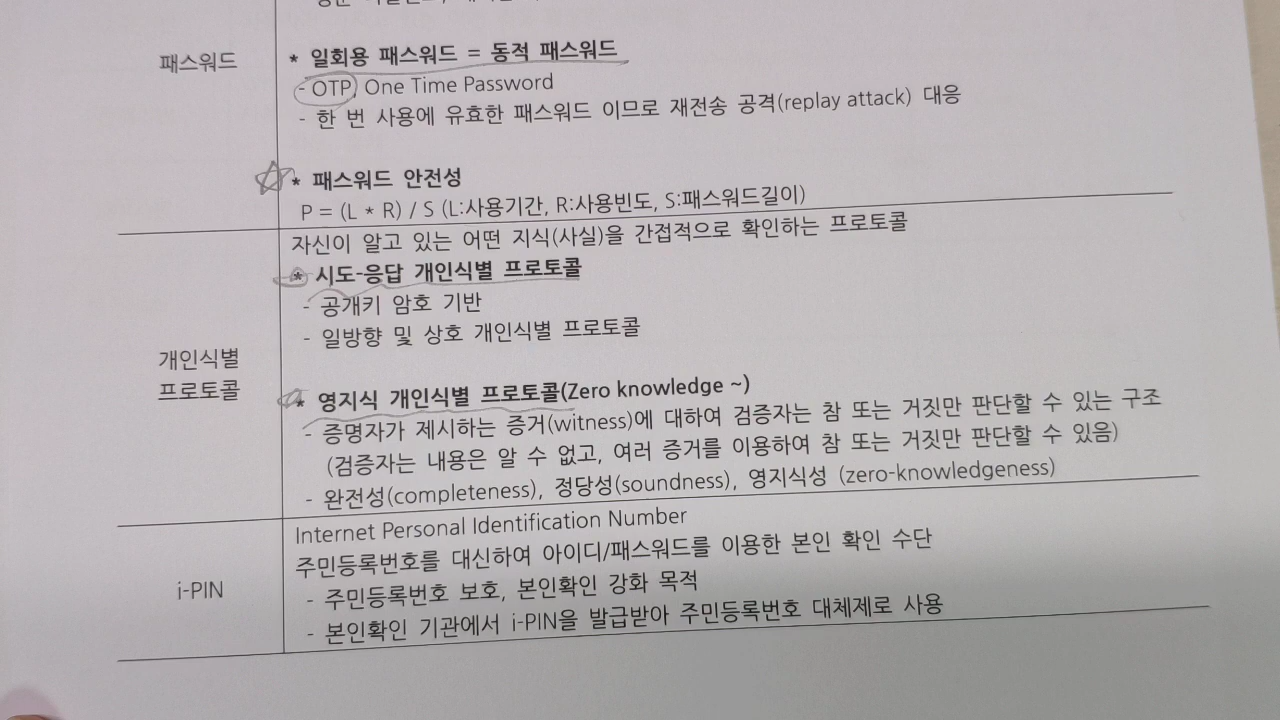 패스워드
* 일회용 패스워드 = 동적 패스워드
- OTP, One Time Password
- 한 번 사용에 유효한 패스워드 이므로 재전송 공격(replay attack) 대응
* 패스워드 안전성
P = (L * R) / S (L:사용기간, R:사용빈도, S:패스워드길이)
개인식별
프로토콜
자신이 알고 있는 어떤 지식(사실)을 간접적으로 확인하는 프로토콜
* 시도-응답 개인식별 프로토콜
- 공개키 암호 기반
- 일방향 및 상호 개인식별 프로토콜
* 영지식 개인식별 프로토콜(Zero knowledge ~)
- 증명자가 제시하는 증거(witness)에 대하여 검증자는 참 또는 거짓만 판단할 수 있는 구조
(검증자는 내용은 알 수 없고, 여러 증거를 이용하여 참 또는 거짓만 판단할 수 있음)
- 완전성(completeness), 정당성(soundness), 영지식성 (zero-knowledgeness)
i-PIN
Internet Personal Identification Number
주민등록번호를 대신하여 아이디/패스워드를 이용한 본인 확인 수단
- 주민등록번호 보호, 본인확인 강화 목적
- 본인확인 기관에서 i-PIN을 발급받아 주민등록번호 대체제로 사용